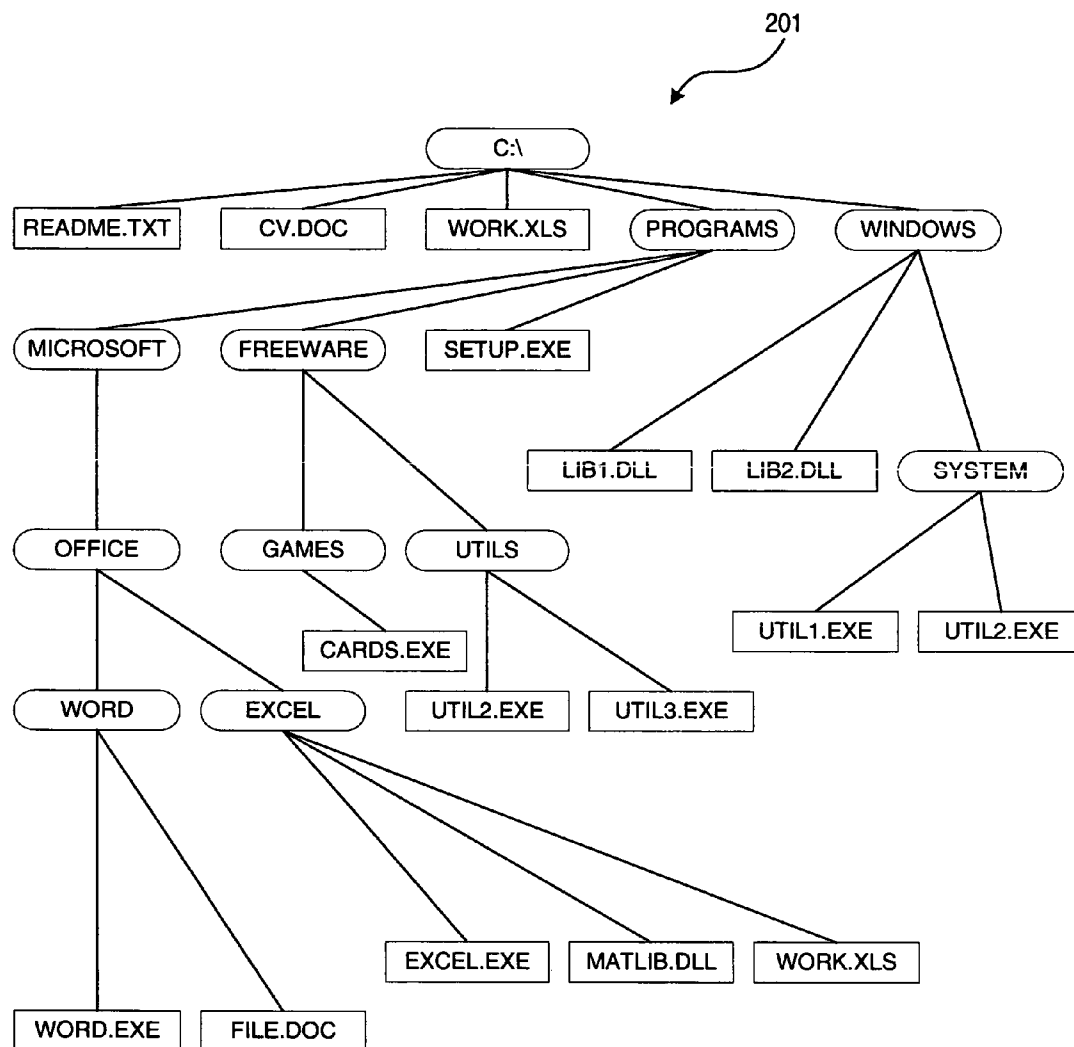 201
C:\
README.TXT
CV.DOC
WORK.XLS
PROGRAMS
WINDOWS
MICROSOFT
FREEWARE
SETUP.EXE
LIB1.DLL
LIB2.DLL
SYSTEM
OFFICE
GAMES
UTILS
UTIL1.EXE
UTIL2.EXE
CARDS.EXE
WORD
EXCEL
UTIL2.EXE
UTIL3.EXE
EXCEL.EXE
MATLIB.DLL
WORK.XLS
WORD.EXE
FILE.DOC